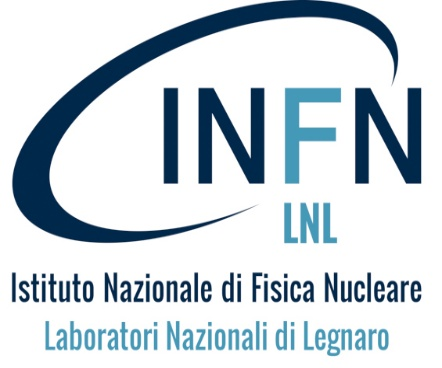 INFN
LNL
Istituto Nazionale di Fisica Nucleare
Laboratori Nazionali di Legnaro